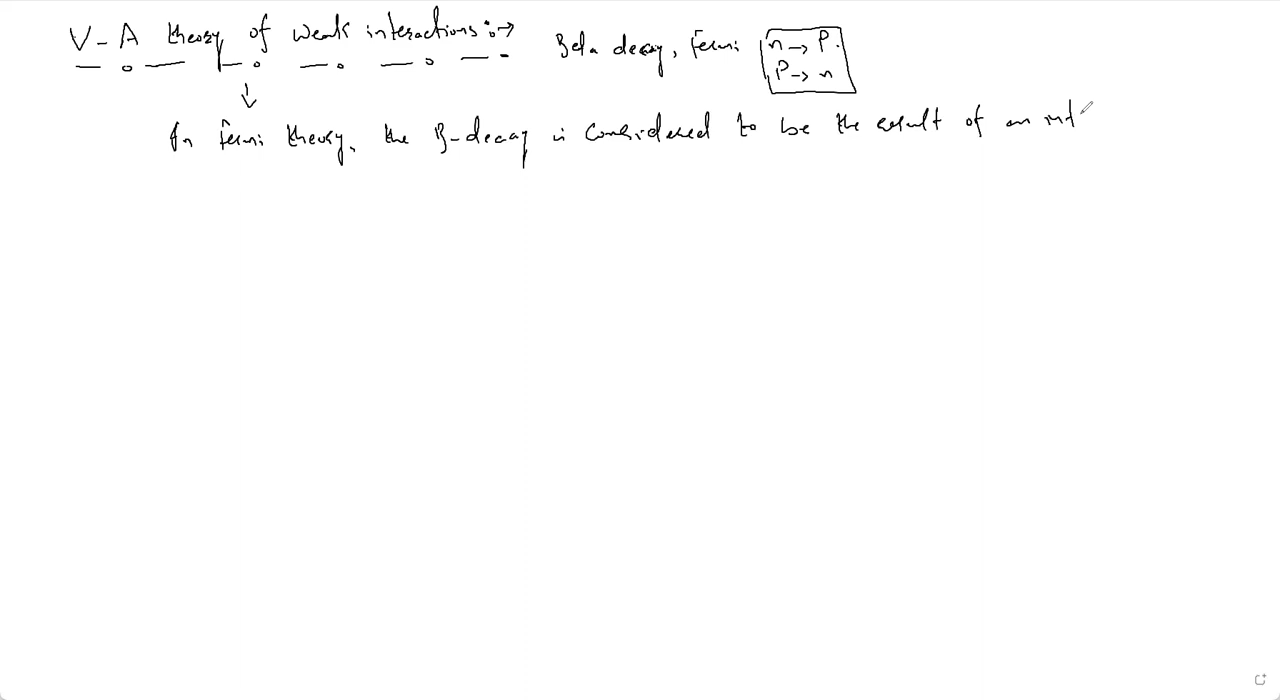 V-A theory of weak interactions :→ Beta decay, Fermi
n → P.
P → n
In Fermi theory, the β-decay is considered to be the result of an int